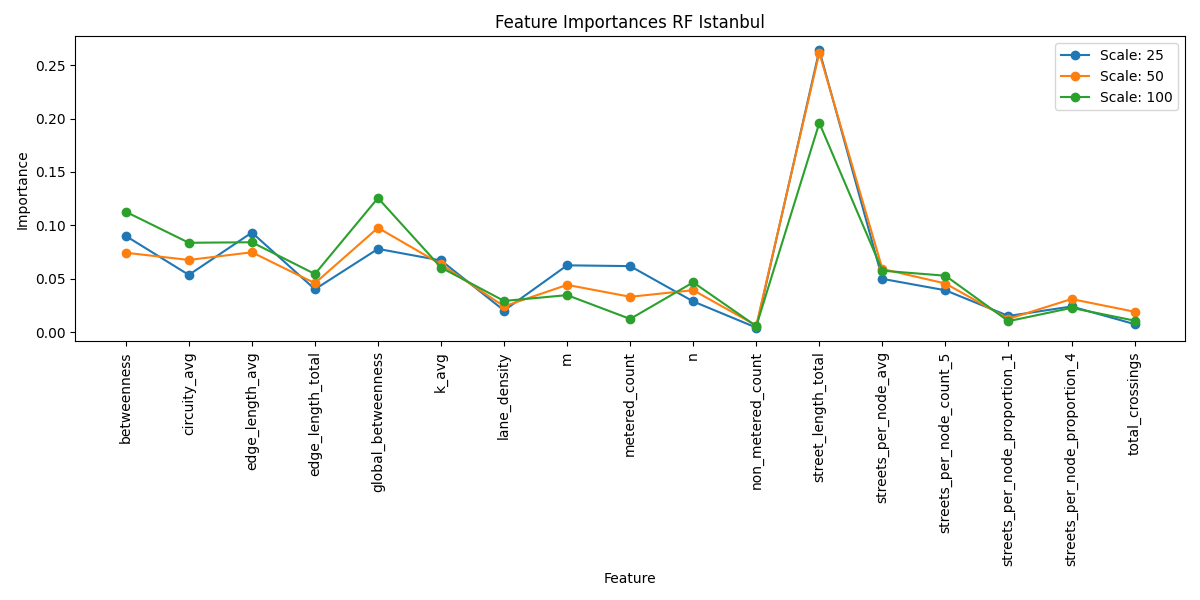 Feature Importances RF Istanbul
Importance
0.25
0.20
0.15
0.10
0.05
0.00
Scale: 25
Scale: 50
Scale: 100
betweenness
circuity_avg
edge_length_avg
edge_length_total
global_betweenness
k_avg
lane_density
m
metered_count
n
non_metered_count
street_length_total
streets_per_node_avg
streets_per_node_count_5
streets_per_node_proportion_1
streets_per_node_proportion_4
total_crossings
Feature